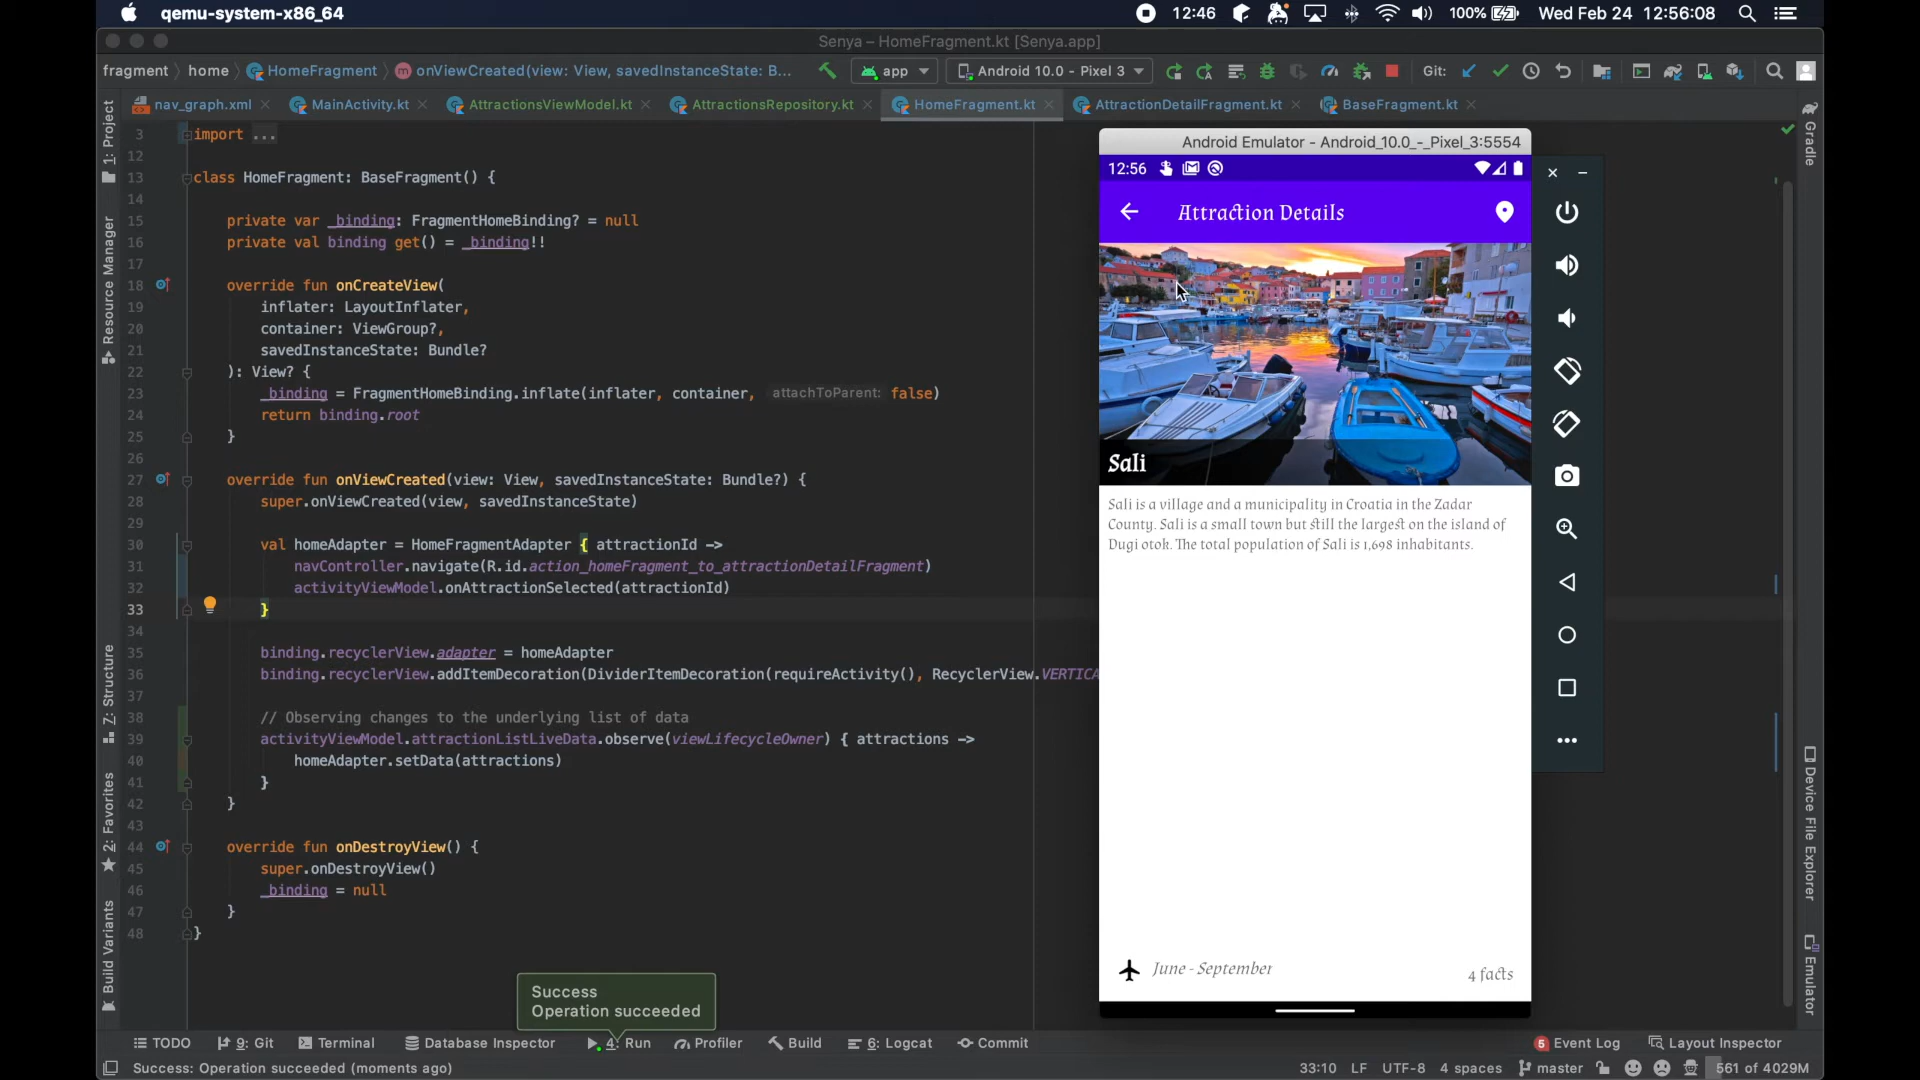 qemu-system-x86_64
12:46
100%
Wed Feb 24 12:56:08
Senya – HomeFragment.kt [Senya.app]
fragment
home
HomeFragment
onViewCreated(view: View, savedInstanceState: B...
app
Android 10.0 - Pixel 3
Git:
nav_graph.xml
MainActivity.kt
AttractionsViewModel.kt
AttractionsRepository.kt
HomeFragment.kt
AttractionDetailFragment.kt
BaseFragment.kt
1: Project
Resource Manager
Z: Structure
2: Favorites
Build Variants
3 import ...
12
13 class HomeFragment: BaseFragment() {
14
15 private var _binding: FragmentHomeBinding? = null
16 private val binding get() = _binding!!
17
18 override fun onCreateView(
19 inflater: LayoutInflater,
20 container: ViewGroup?,
21 savedInstanceState: Bundle?
22 ): View? {
23 _binding = FragmentHomeBinding.inflate(inflater, container, attachToParent: false)
24 return binding.root
25 }
26
27 override fun onViewCreated(view: View, savedInstanceState: Bundle?) {
28 super.onViewCreated(view, savedInstanceState)
29
30 val homeAdapter = HomeFragmentAdapter { attractionId ->
31 navController.navigate(R.id.action_homeFragment_to_attractionDetailFragment)
32 activityViewModel.onAttractionSelected(attractionId)
33 }
34
35 binding.recyclerView.adapter = homeAdapter
36 binding.recyclerView.addItemDecoration(DividerItemDecoration(requireActivity(), RecyclerView.VERTICA
37
38 // Observing changes to the underlying list of data
39 activityViewModel.attractionListLiveData.observe(viewLifecycleOwner) { attractions ->
40 homeAdapter.setData(attractions)
41 }
42 }
43
44 override fun onDestroyView() {
45 super.onDestroyView()
46 _binding = null
47 }
48 }
Android Emulator - Android_10.0_-_Pixel_3:5554
12:56
Attraction Details
Sali
Sali is a village and a municipality in Croatia in the Zadar
County. Sali is a small town but still the largest on the island of
Dugi otok. The total population of Sali is 1,698 inhabitants.
June - September
4 facts
Gradle
Device File Explorer
Emulator
Success
Operation succeeded
TODO
9: Git
Terminal
Database Inspector
4: Run
Profiler
Build
6: Logcat
Commit
6 Event Log
Layout Inspector
Success: Operation succeeded (moments ago)
33:10
LF
UTF-8
4 spaces
master
561 of 4029M